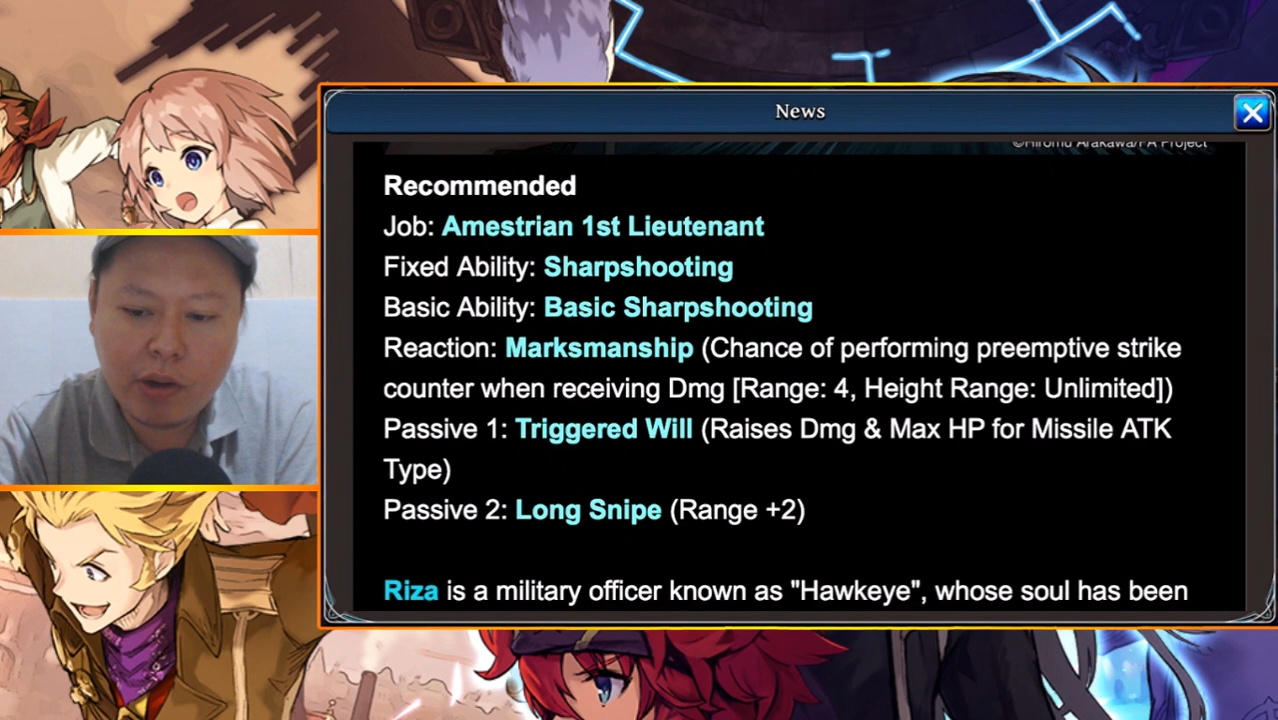 News
©Hiromu Arakawa/FA Project
Recommended
Job: Amestrian 1st Lieutenant
Fixed Ability: Sharpshooting
Basic Ability: Basic Sharpshooting
Reaction: Marksmanship (Chance of performing preemptive strike
counter when receiving Dmg [Range: 4, Height Range: Unlimited])
Passive 1: Triggered Will (Raises Dmg & Max HP for Missile ATK
Type)
Passive 2: Long Snipe (Range +2)
Riza is a military officer known as "Hawkeye", whose soul has been